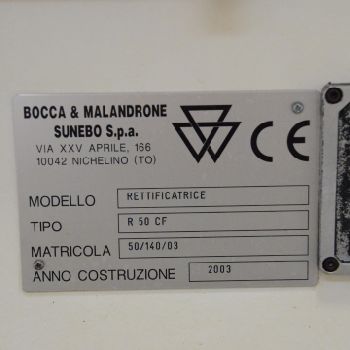 BOCCA & MALANDRONE
SUNEBO S.p.a.
VIA XXV APRILE, 166
10042 NICHELINO (TO)
CE
MODELLO RETTIFICATRICE
TIPO R 50 CF
MATRICOLA 50/140/03
ANNO COSTRUZIONE 2003